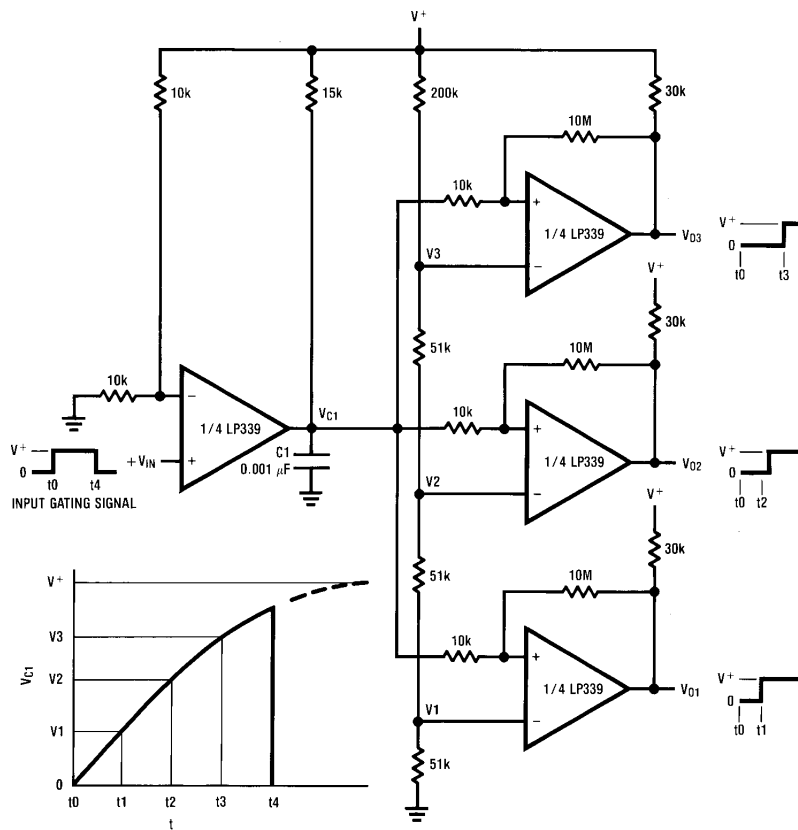 V+
10k
15k
200k
30k
10M
10k
+
1/4 LP339
−
VO3
V+
0
t0
t3
V3
V+
30k
51k
10M
10k
10k
−
1/4 LP339
+
VC1
C1
0.001 μF
+VIN
V+
0
t0
t4
INPUT GATING SIGNAL
+
1/4 LP339
−
VO2
V+
0
t0
t2
V2
V+
30k
51k
10M
10k
+
1/4 LP339
−
VO1
V+
0
t0
t1
V1
51k
V+
V3
V2
V1
0
VC1
t0
t1
t2
t3
t4
t